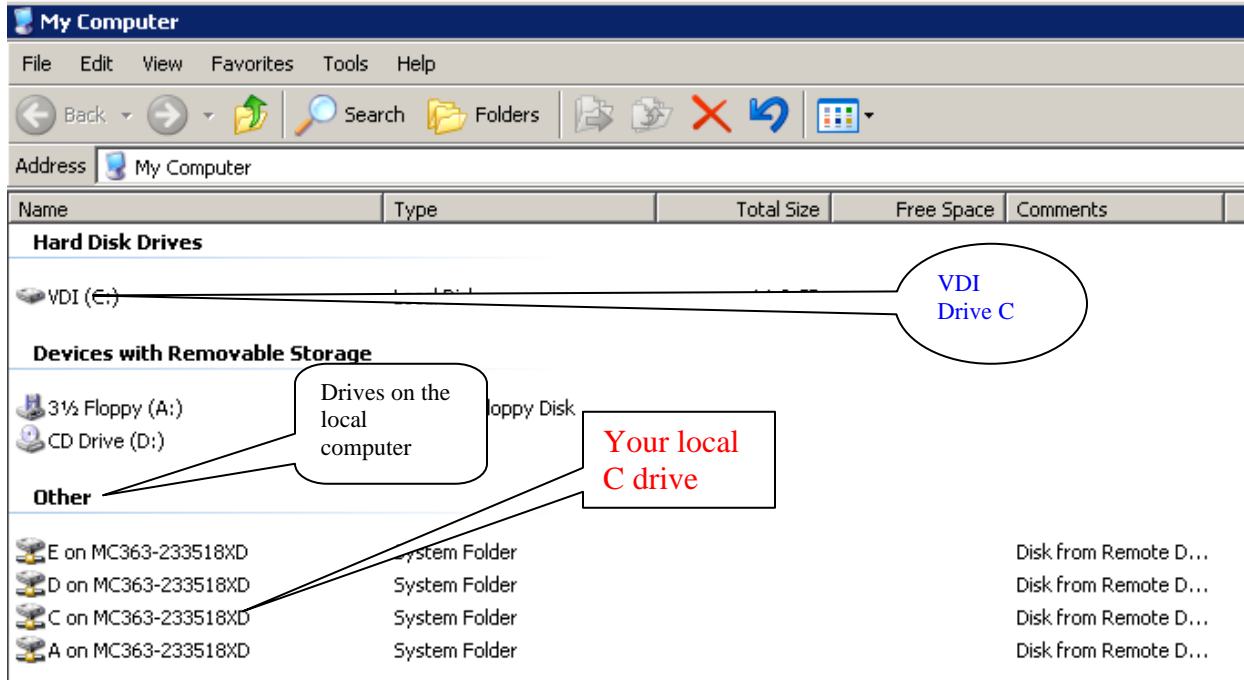 My Computer
File Edit View Favorites Tools Help
Back Search Folders
Address My Computer
Name Type Total Size Free Space Comments
Hard Disk Drives
VDI (C:)
VDI
Drive C
Devices with Removable Storage
3½ Floppy (A:) loppy Disk
CD Drive (D:)
Drives on the
local
computer
Your local
C drive
Other
E on MC363-233518XD System Folder Disk from Remote D...
D on MC363-233518XD System Folder Disk from Remote D...
C on MC363-233518XD System Folder Disk from Remote D...
A on MC363-233518XD System Folder Disk from Remote D...